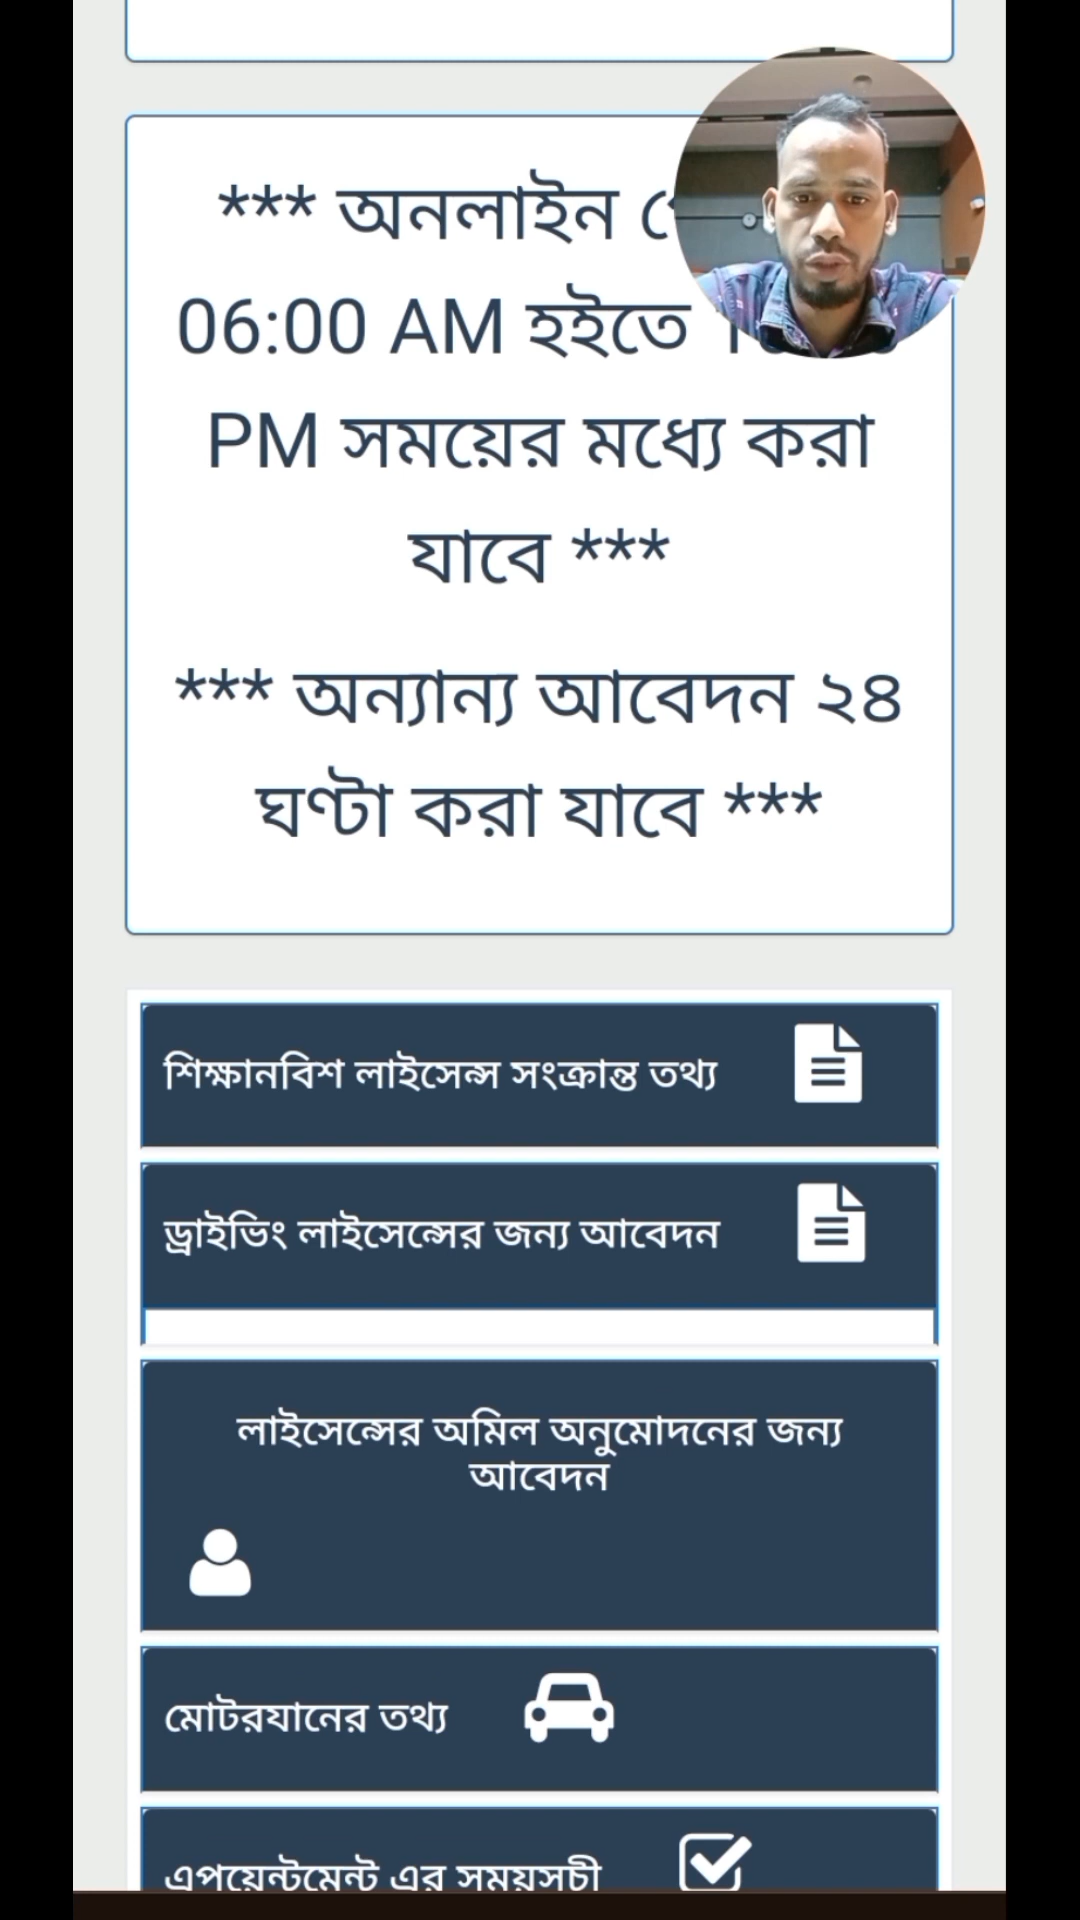 *** অনলাইন
06:00 AM হইতে
PM সময়ের মধ্যে করা
যাবে ***
*** অন্যান্য আবেদন ২৪
ঘণ্টা করা যাবে ***
শিক্ষানবিশ লাইসেন্স সংক্রান্ত তথ্য
ড্রাইভিং লাইসেন্সের জন্য আবেদন
লাইসেন্সের অমিল অনুমোদনের জন্য
আবেদন
মোটরযানের তথ্য
এপয়েন্টমেন্ট এর সময়সূচী